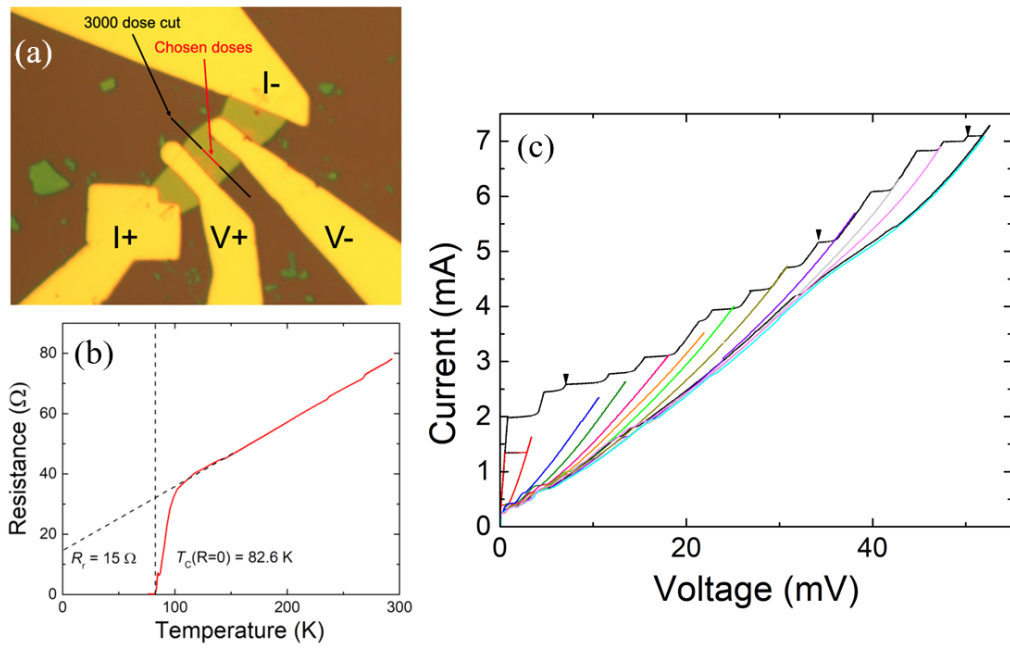 (a)
3000 dose cut
Chosen doses
I-
I+
V+
V-
(b)
80
60
40
20
0
Resistance (Ω)
Rr = 15 Ω
TC(R=0) = 82.6 K
0
100
200
300
Temperature (K)
(c)
7
6
5
4
3
2
1
0
Current (mA)
0
20
40
Voltage (mV)